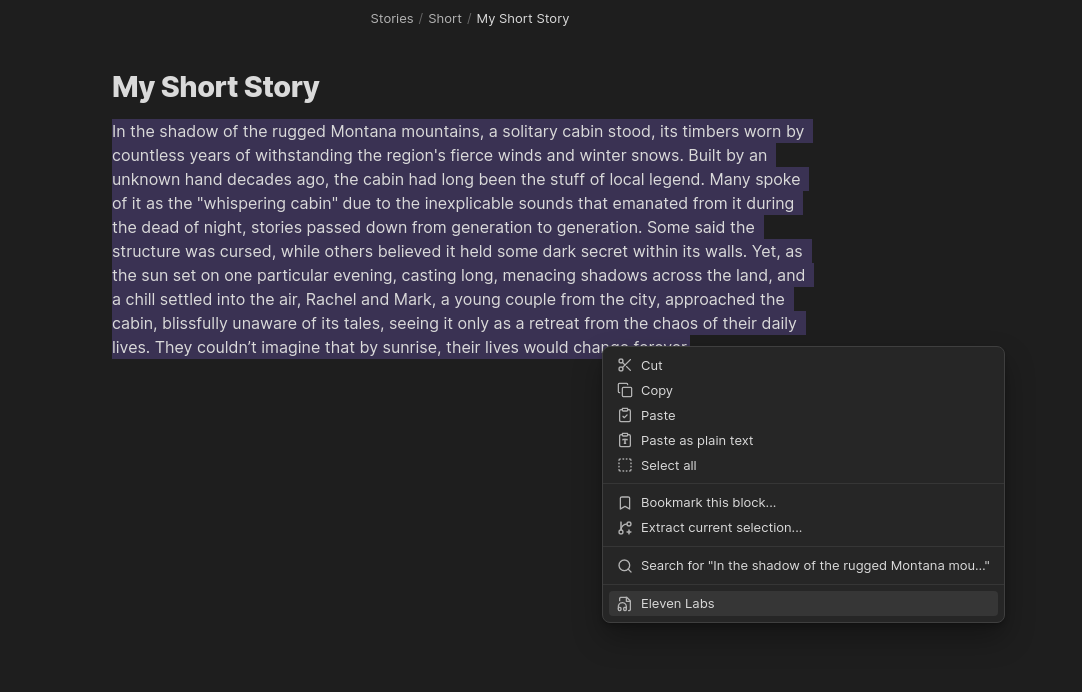 Stories / Short / My Short Story
My Short Story
In the shadow of the rugged Montana mountains, a solitary cabin stood, its timbers worn by
countless years of withstanding the region's fierce winds and winter snows. Built by an
unknown hand decades ago, the cabin had long been the stuff of local legend. Many spoke
of it as the "whispering cabin" due to the inexplicable sounds that emanated from it during
the dead of night, stories passed down from generation to generation. Some said the
structure was cursed, while others believed it held some dark secret within its walls. Yet, as
the sun set on one particular evening, casting long, menacing shadows across the land, and
a chill settled into the air, Rachel and Mark, a young couple from the city, approached the
cabin, blissfully unaware of its tales, seeing it only as a retreat from the chaos of their daily
lives. They couldn’t imagine that by sunrise, their lives would change forever.
Cut
Copy
Paste
Paste as plain text
Select all
Bookmark this block...
Extract current selection...
Search for "In the shadow of the rugged Montana mou..."
Eleven Labs